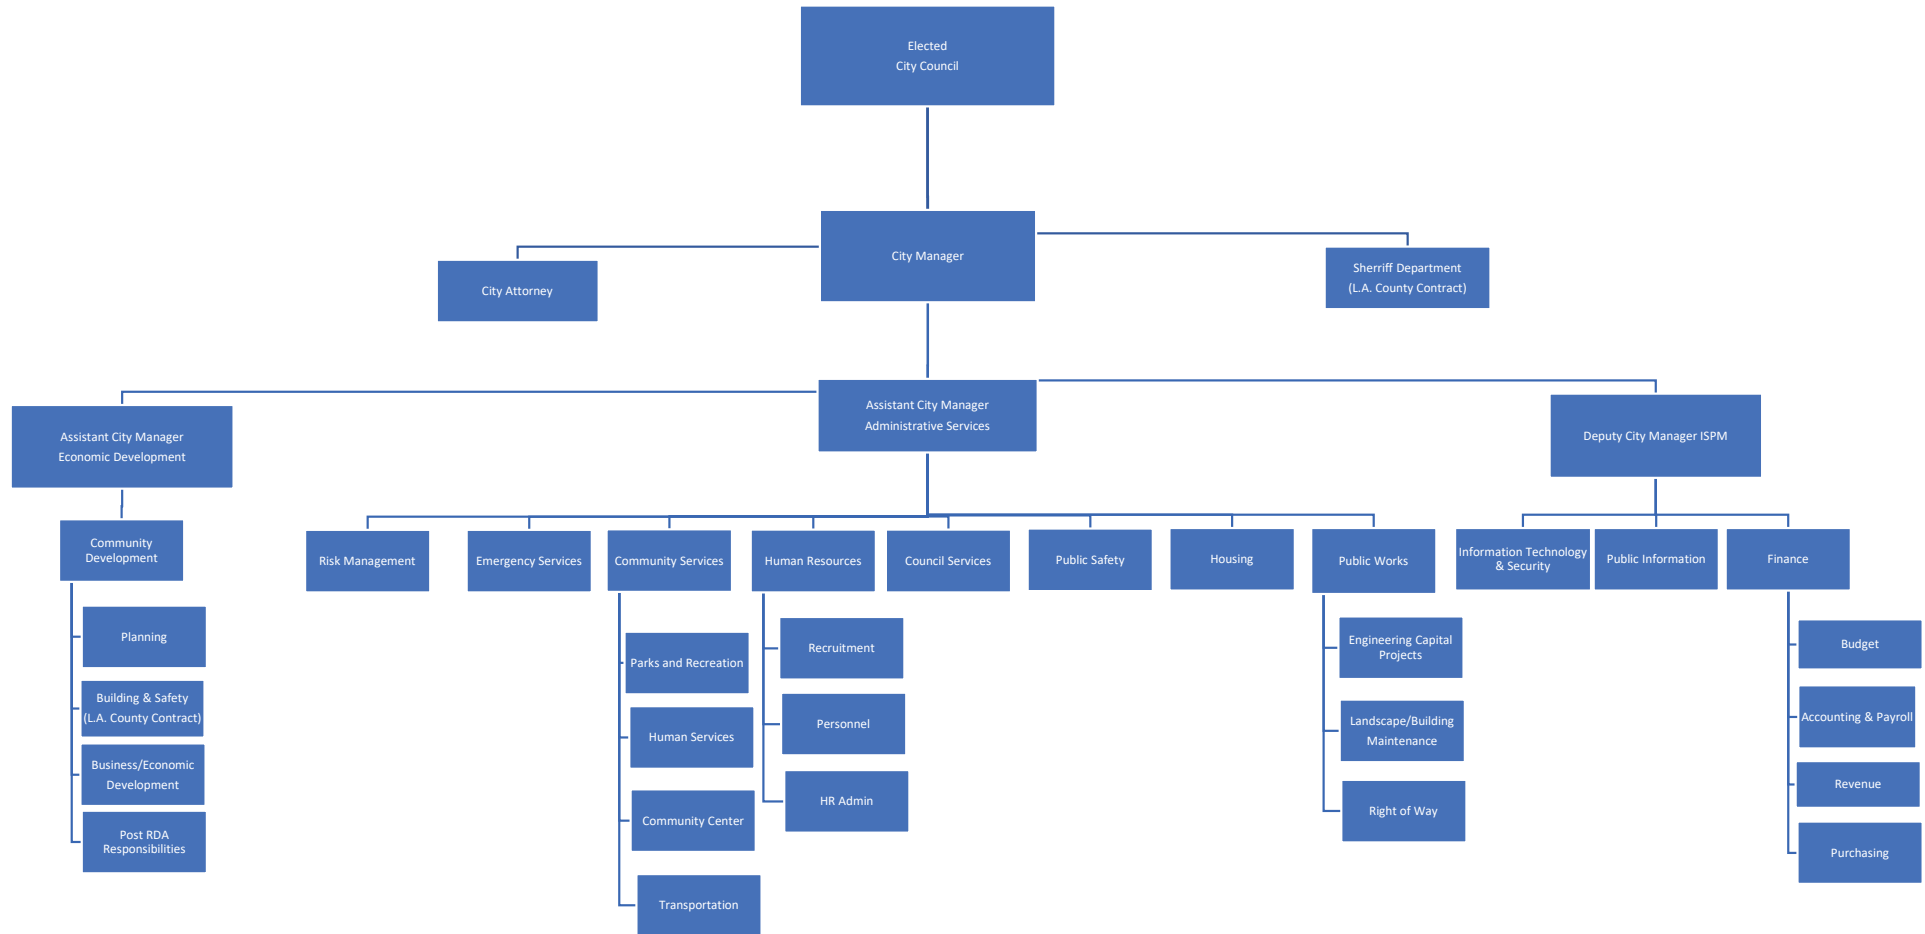 Elected
City Council
City Manager
City Attorney
Sherriff Department
(L.A. County Contract)
Assistant City Manager
Administrative Services
Assistant City Manager
Economic Development
Deputy City Manager ISPM
Community
Development
Risk Management
Emergency Services
Community Services
Human Resources
Council Services
Public Safety
Housing
Public Works
Information Technology
& Security
Public Information
Finance
Planning
Building & Safety
(L.A. County Contract)
Business/Economic
Development
Post RDA
Responsibilities
Parks and Recreation
Human Services
Community Center
Transportation
Recruitment
Personnel
HR Admin
Engineering Capital
Projects
Landscape/Building
Maintenance
Right of Way
Budget
Accounting & Payroll
Revenue
Purchasing